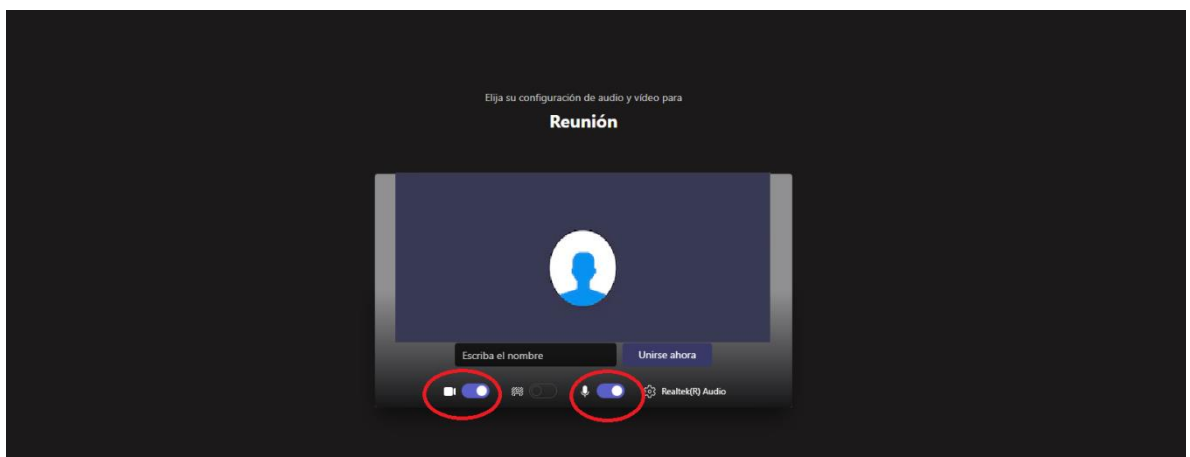 Elija su configuración de audio y vídeo para
Reunión
Escriba el nombre
Unirse ahora
Realtek(R) Audio